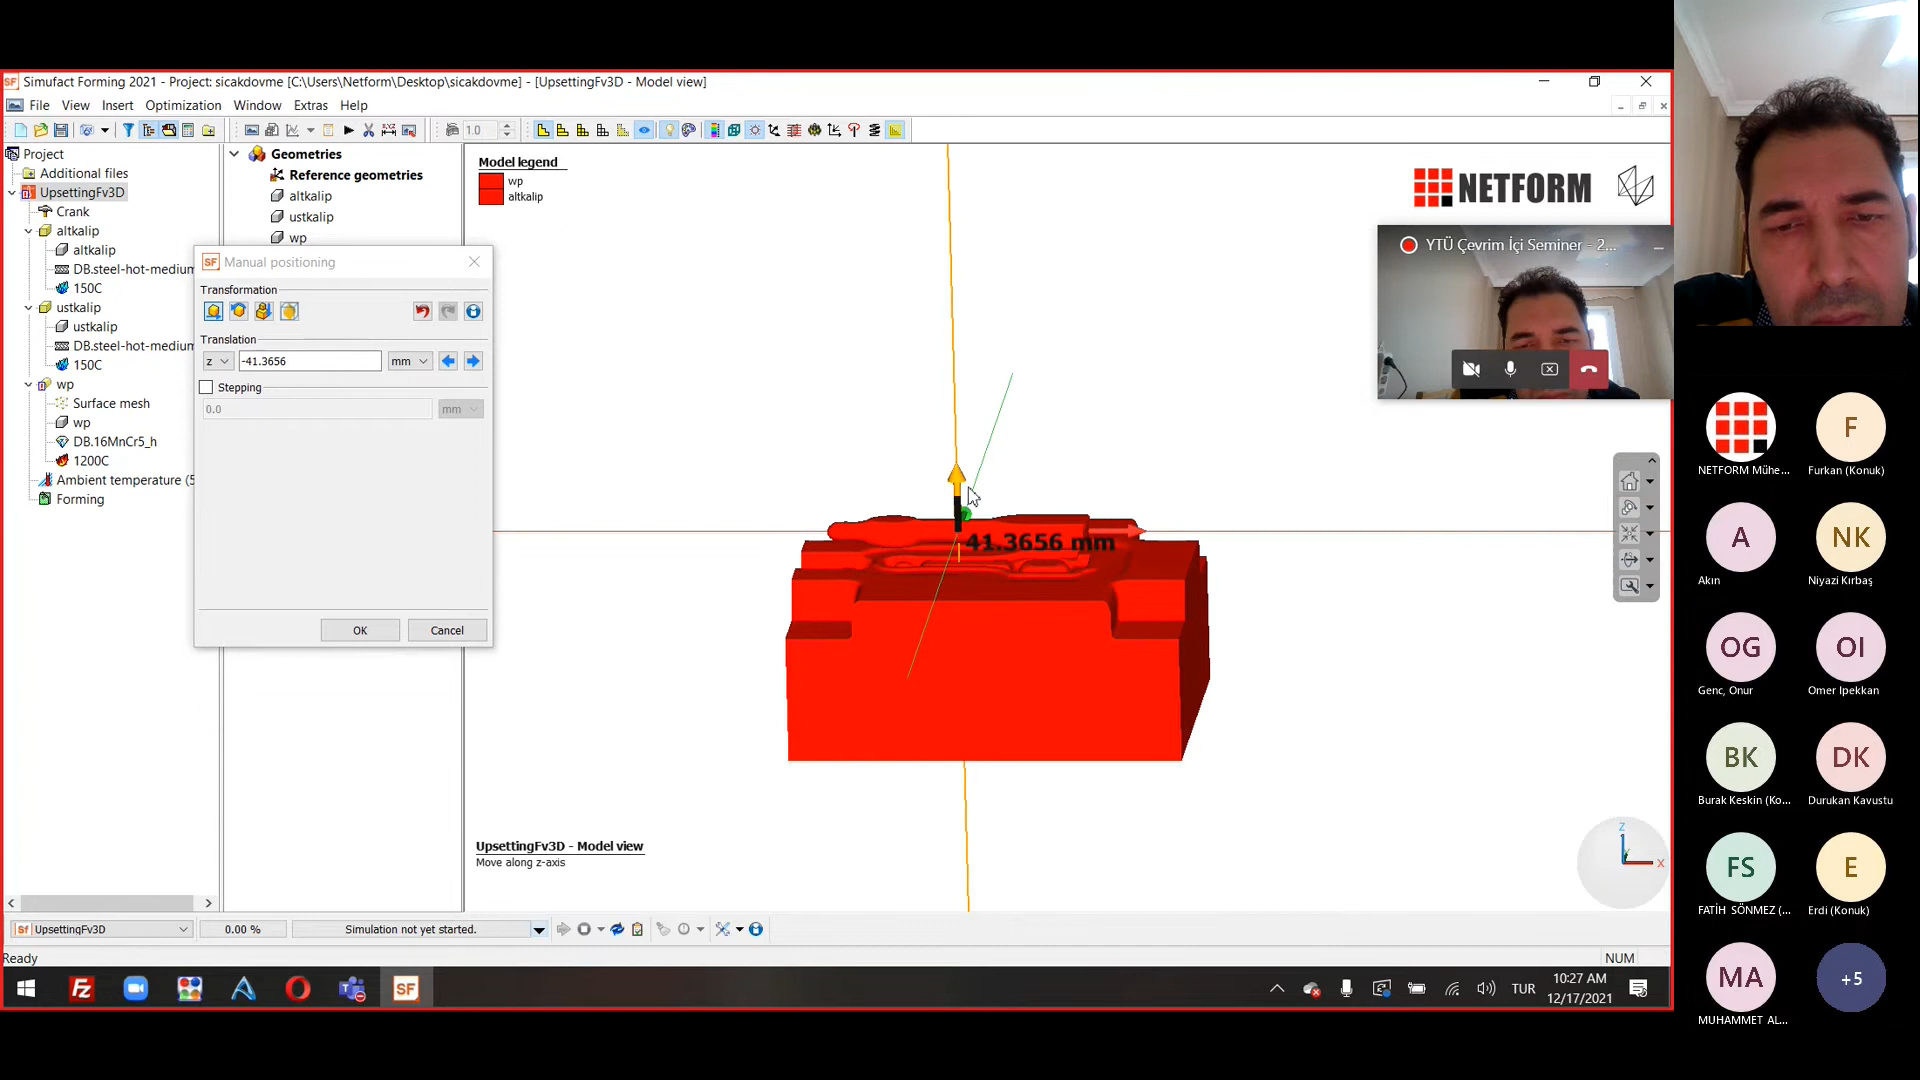 Simufact Forming 2021 - Project: sicakdovme [C:\Users\Netform\Desktop\sicakdovme] - [UpsettingFv3D - Model view]
File View Insert Optimization Window Extras Help
1.0
Project
Additional files
UpsettingFv3D
Crank
altkalip
altkalip
DB.steel-hot-medium
150C
ustkalip
ustkalip
DB.steel-hot-medium
150C
wp
Surface mesh
wp
DB.16MnCr5_h
1200C
Ambient temperature (5
Forming
Geometries
Reference geometries
altkalip
ustkalip
wp
Manual positioning
Transformation
Translation
z
-41.3656
mm
Stepping
0.0
mm
OK
Cancel
Model legend
wp
altkalip
NETFORM
YTÜ Çevrim İçi Seminer - 2...
41.3656 mm
UpsettingFv3D - Model view
Move along z-axis
Z
X
UpsettingFv3D
0.00 %
Simulation not yet started.
Ready
NUM
TUR
10:27 AM
12/17/2021
NETFORM Mühe...
F
Furkan (Konuk)
A
Akın
NK
Niyazi Kırbaş
OG
Genc, Onur
OI
Omer Ipekkan
BK
Burak Keskin (Ko...
DK
Durukan Kavustu
FS
FATİH SÖNMEZ (...
E
Erdi (Konuk)
MA
MUHAMMET AL...
+5